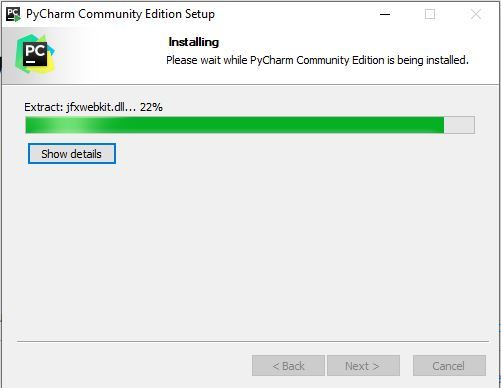 PC PyCharm Community Edition Setup
PC
Installing
Please wait while PyCharm Community Edition is being installed.
Extract: jfxwebkit.dll... 22%
Show details
< Back
Next >
Cancel